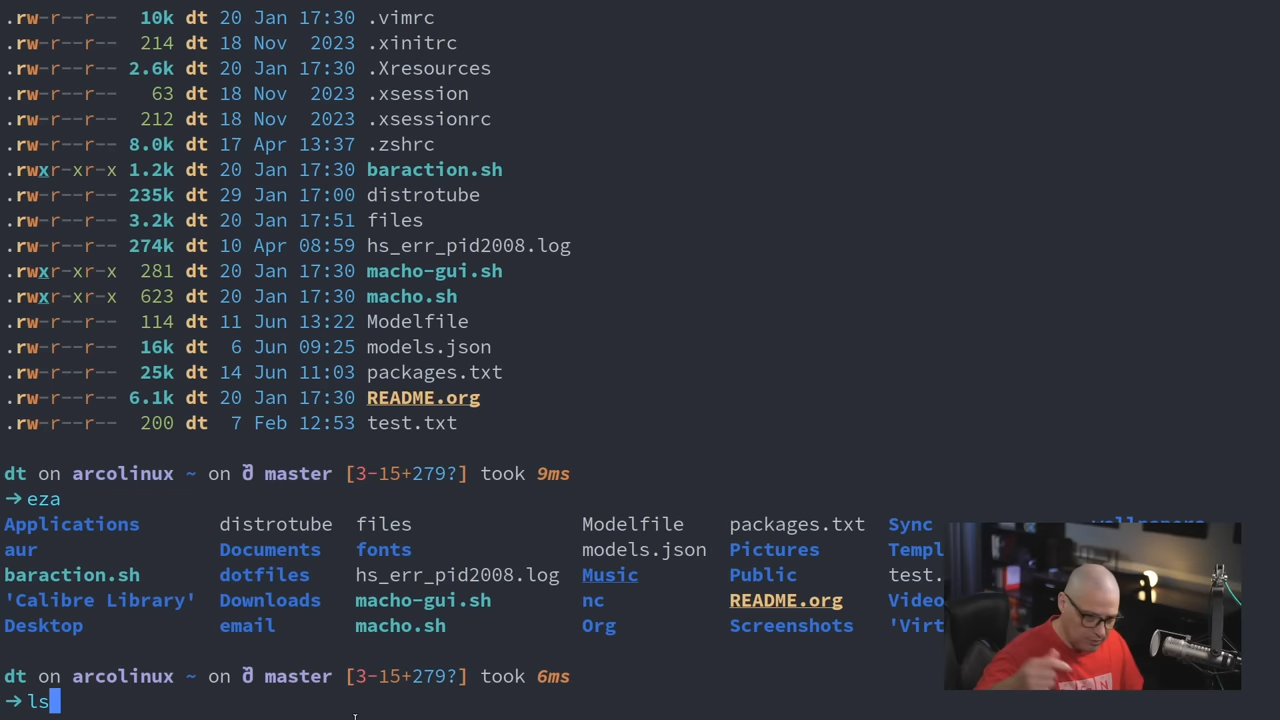 .rw-r--r-- 10k dt 20 Jan 17:30 .vimrc
.rw-r--r-- 214 dt 18 Nov 2023 .xinitrc
.rw-r--r-- 2.6k dt 20 Jan 17:30 .Xresources
.rw-r--r-- 63 dt 18 Nov 2023 .xsession
.rw-r--r-- 212 dt 18 Nov 2023 .xsessionrc
.rw-r--r-- 8.0k dt 17 Apr 13:37 .zshrc
.rwxr-xr-x 1.2k dt 20 Jan 17:30 baraction.sh
.rw-r--r-- 235k dt 29 Jan 17:00 distrotube
.rw-r--r-- 3.2k dt 20 Jan 17:51 files
.rw-r--r-- 274k dt 10 Apr 08:59 hs_err_pid2008.log
.rwxr-xr-x 281 dt 20 Jan 17:30 macho-gui.sh
.rwxr-xr-x 623 dt 20 Jan 17:30 macho.sh
.rw-r--r-- 114 dt 11 Jun 13:22 Modelfile
.rw-r--r-- 16k dt 6 Jun 09:25 models.json
.rw-r--r-- 25k dt 14 Jun 11:03 packages.txt
.rw-r--r-- 6.1k dt 20 Jan 17:30 README.org
.rw-r--r-- 200 dt 7 Feb 12:53 test.txt
dt on arcolinux ~ on master [3-15+279?] took 9ms
→ eza
Applications distrotube files Modelfile packages.txt Sync
aur Documents fonts models.json Pictures Templ
baraction.sh dotfiles hs_err_pid2008.log Music Public test.
'Calibre Library' Downloads macho-gui.sh nc README.org Video
Desktop email macho.sh Org Screenshots 'Virt
dt on arcolinux ~ on master [3-15+279?] took 6ms
→ ls